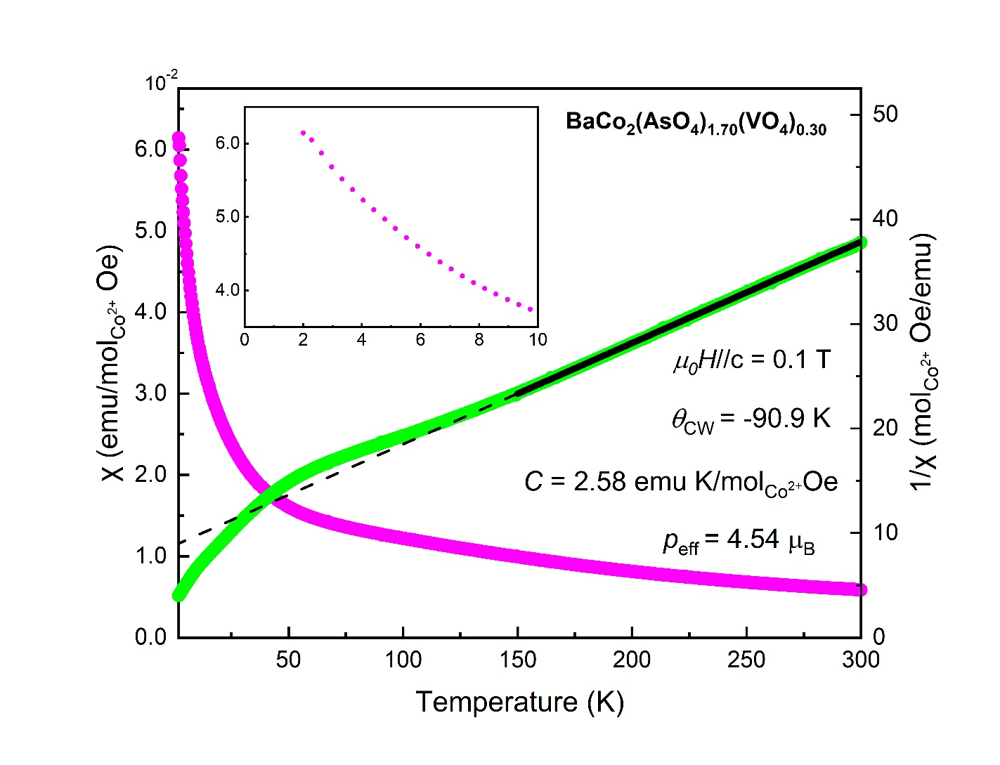 10⁻²
BaCo₂(AsO₄)₁.₇₀(VO₄)₀.₃₀
6.0
5.0
4.0
3.0
2.0
1.0
0.0
χ (emu/mol_Co²⁺ Oe)
6.0
5.0
4.0
0 2 4 6 8 10
50
40
30
20
10
0
1/χ (mol_Co²⁺ Oe/emu)
μ₀H//c = 0.1 T
θ_CW = -90.9 K
C = 2.58 emu K/mol_Co²⁺Oe
p_eff = 4.54 μ_B
50 100 150 200 250 300
Temperature (K)